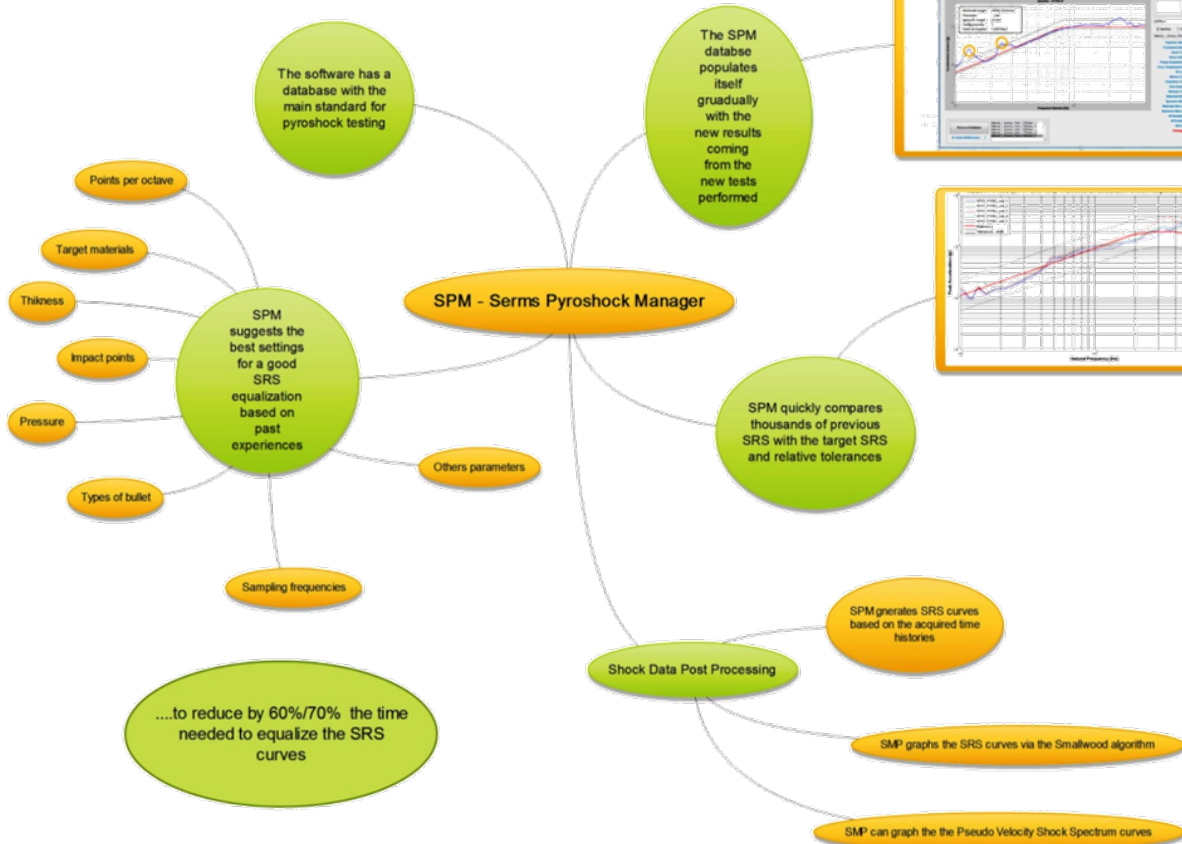 The software has a
database with the
main standard for
pyroshock testing
The SPM
databse
populates
itself
gruadually
with the
new results
coming
from the
new tests
performed
Points per octave
Target materials
Thikness
Impact points
Pressure
Types of bullet
Sampling frequencies
Others parameters
SPM
suggests the
best settings
for a good
SRS
equalization
based on
past
experiences
SPM - Serms Pyroshock Manager
SPM quickly compares
thousands of previous
SRS with the target SRS
and relative tolerances
Natural Frequency [Hz]
Shock Data Post Processing
SPM gnerates SRS curves
based on the acquired time
histories
SMP graphs the SRS curves via the Smallwood algorithm
SMP can graph the the Pseudo Velocity Shock Spectrum curves
....to reduce by 60%/70% the time
needed to equalize the SRS
curves